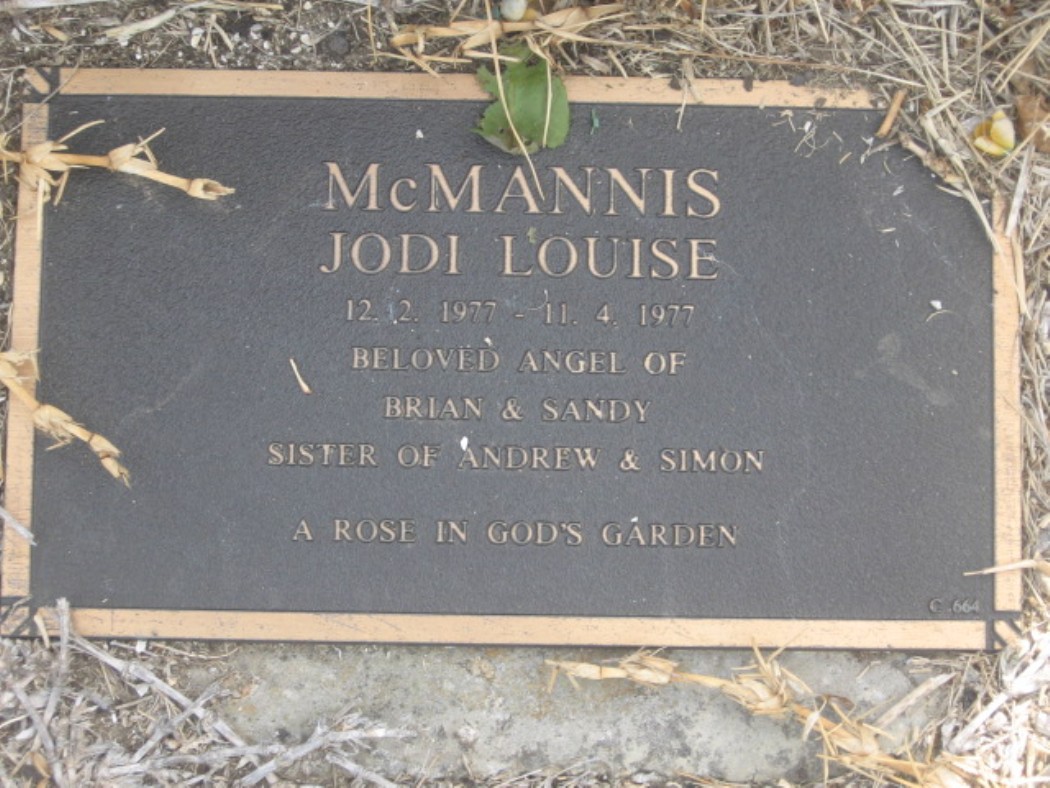 McMANNIS
JODI LOUISE
12. 2. 1977 - 11. 4. 1977
BELOVED ANGEL OF
BRIAN & SANDY
SISTER OF ANDREW & SIMON
A ROSE IN GOD'S GARDEN
C .664